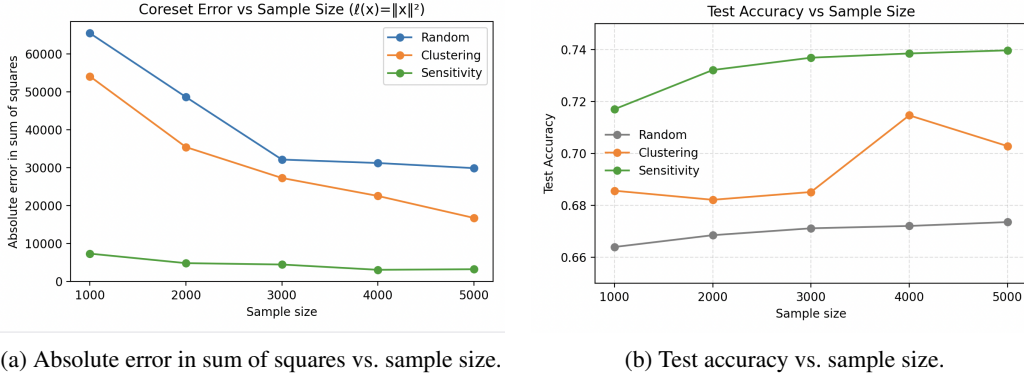 Coreset Error vs Sample Size (ℓ(x)=‖x‖²)
Absolute error in sum of squares
60000
50000
40000
30000
20000
10000
0
Random
Clustering
Sensitivity
1000 2000 3000 4000 5000
Sample size
(a) Absolute error in sum of squares vs. sample size.
Test Accuracy vs Sample Size
Test Accuracy
0.74
0.72
0.70
0.68
0.66
Random
Clustering
Sensitivity
1000 2000 3000 4000 5000
Sample size
(b) Test accuracy vs. sample size.